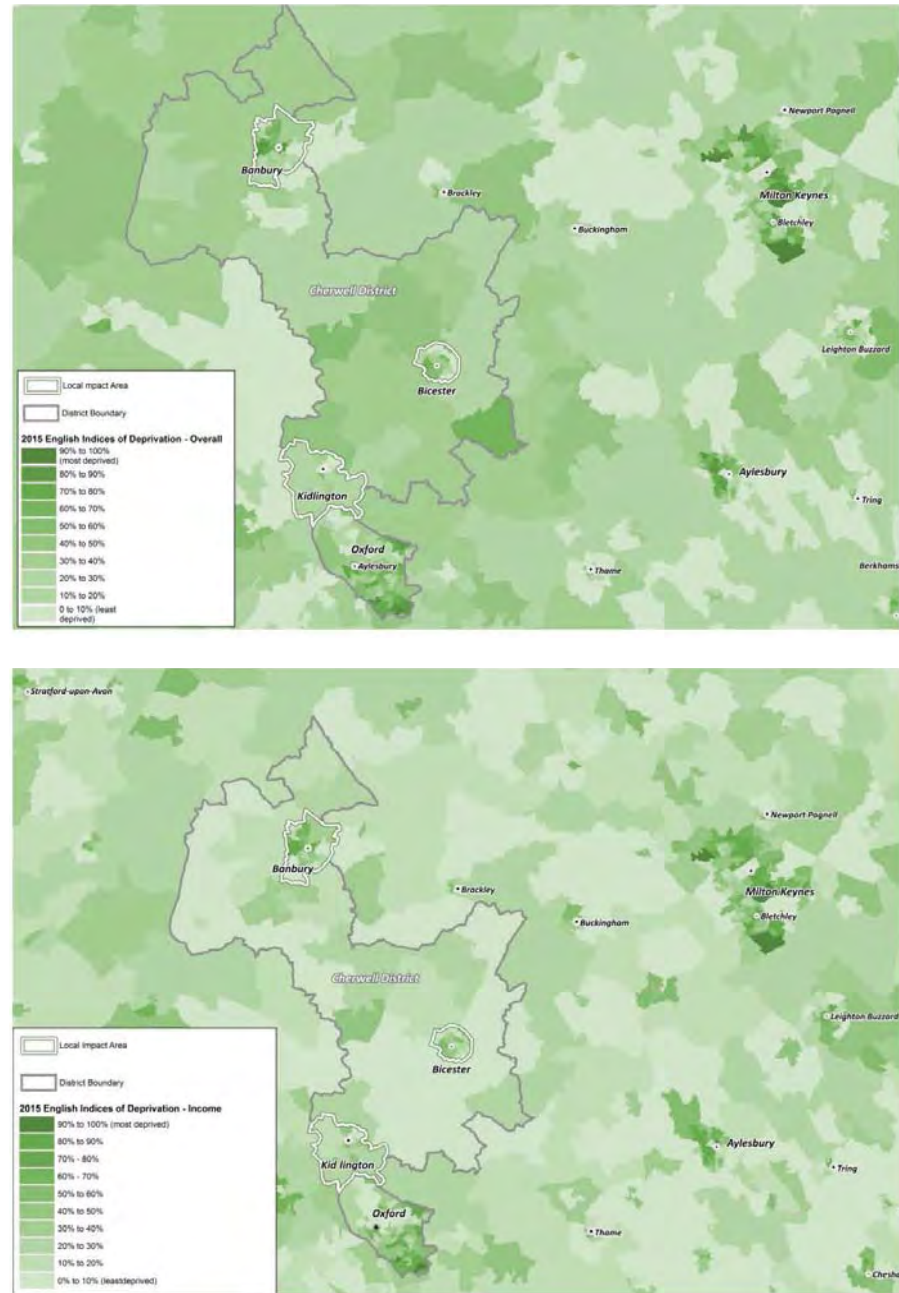 Newport Pagnell
Banbury
Milton Keynes
Brackley
Bletchley
Buckingham
Cherwell District
Leighton Buzzard
Bicester
Local mpact Area
District Boundary
2015 English Indices of Deprivation - Overall
90% to 100%
(most deprived)
80% to 90%
70% to 80%
60% to 70%
50% to 60%
40% to 50%
30% to 40%
20% to 30%
10% to 20%
0 to 10% (least
deprived)
Kidlington
Aylesbury
Tring
Oxford
Aylesbury
Thame
Berkhams
Stratford-upon-Avon
Newport Pagnell
Banbury
Milton Keynes
Brackley
Bletchley
Buckingham
Cherwell District
Leighton Buzzard
Bicester
Local Impact Area
District Boundary
2015 English Indices of Deprivation - Income
90% to 100% (most deprived)
80% to 90%
70% - 80%
60% - 70%
50% to 60%
40% to 50%
30% to 40%
20% to 30%
10% to 20%
0% to 10% (leastdeprived)
Kid lington
Aylesbury
Tring
Oxford
Thame
Chesha